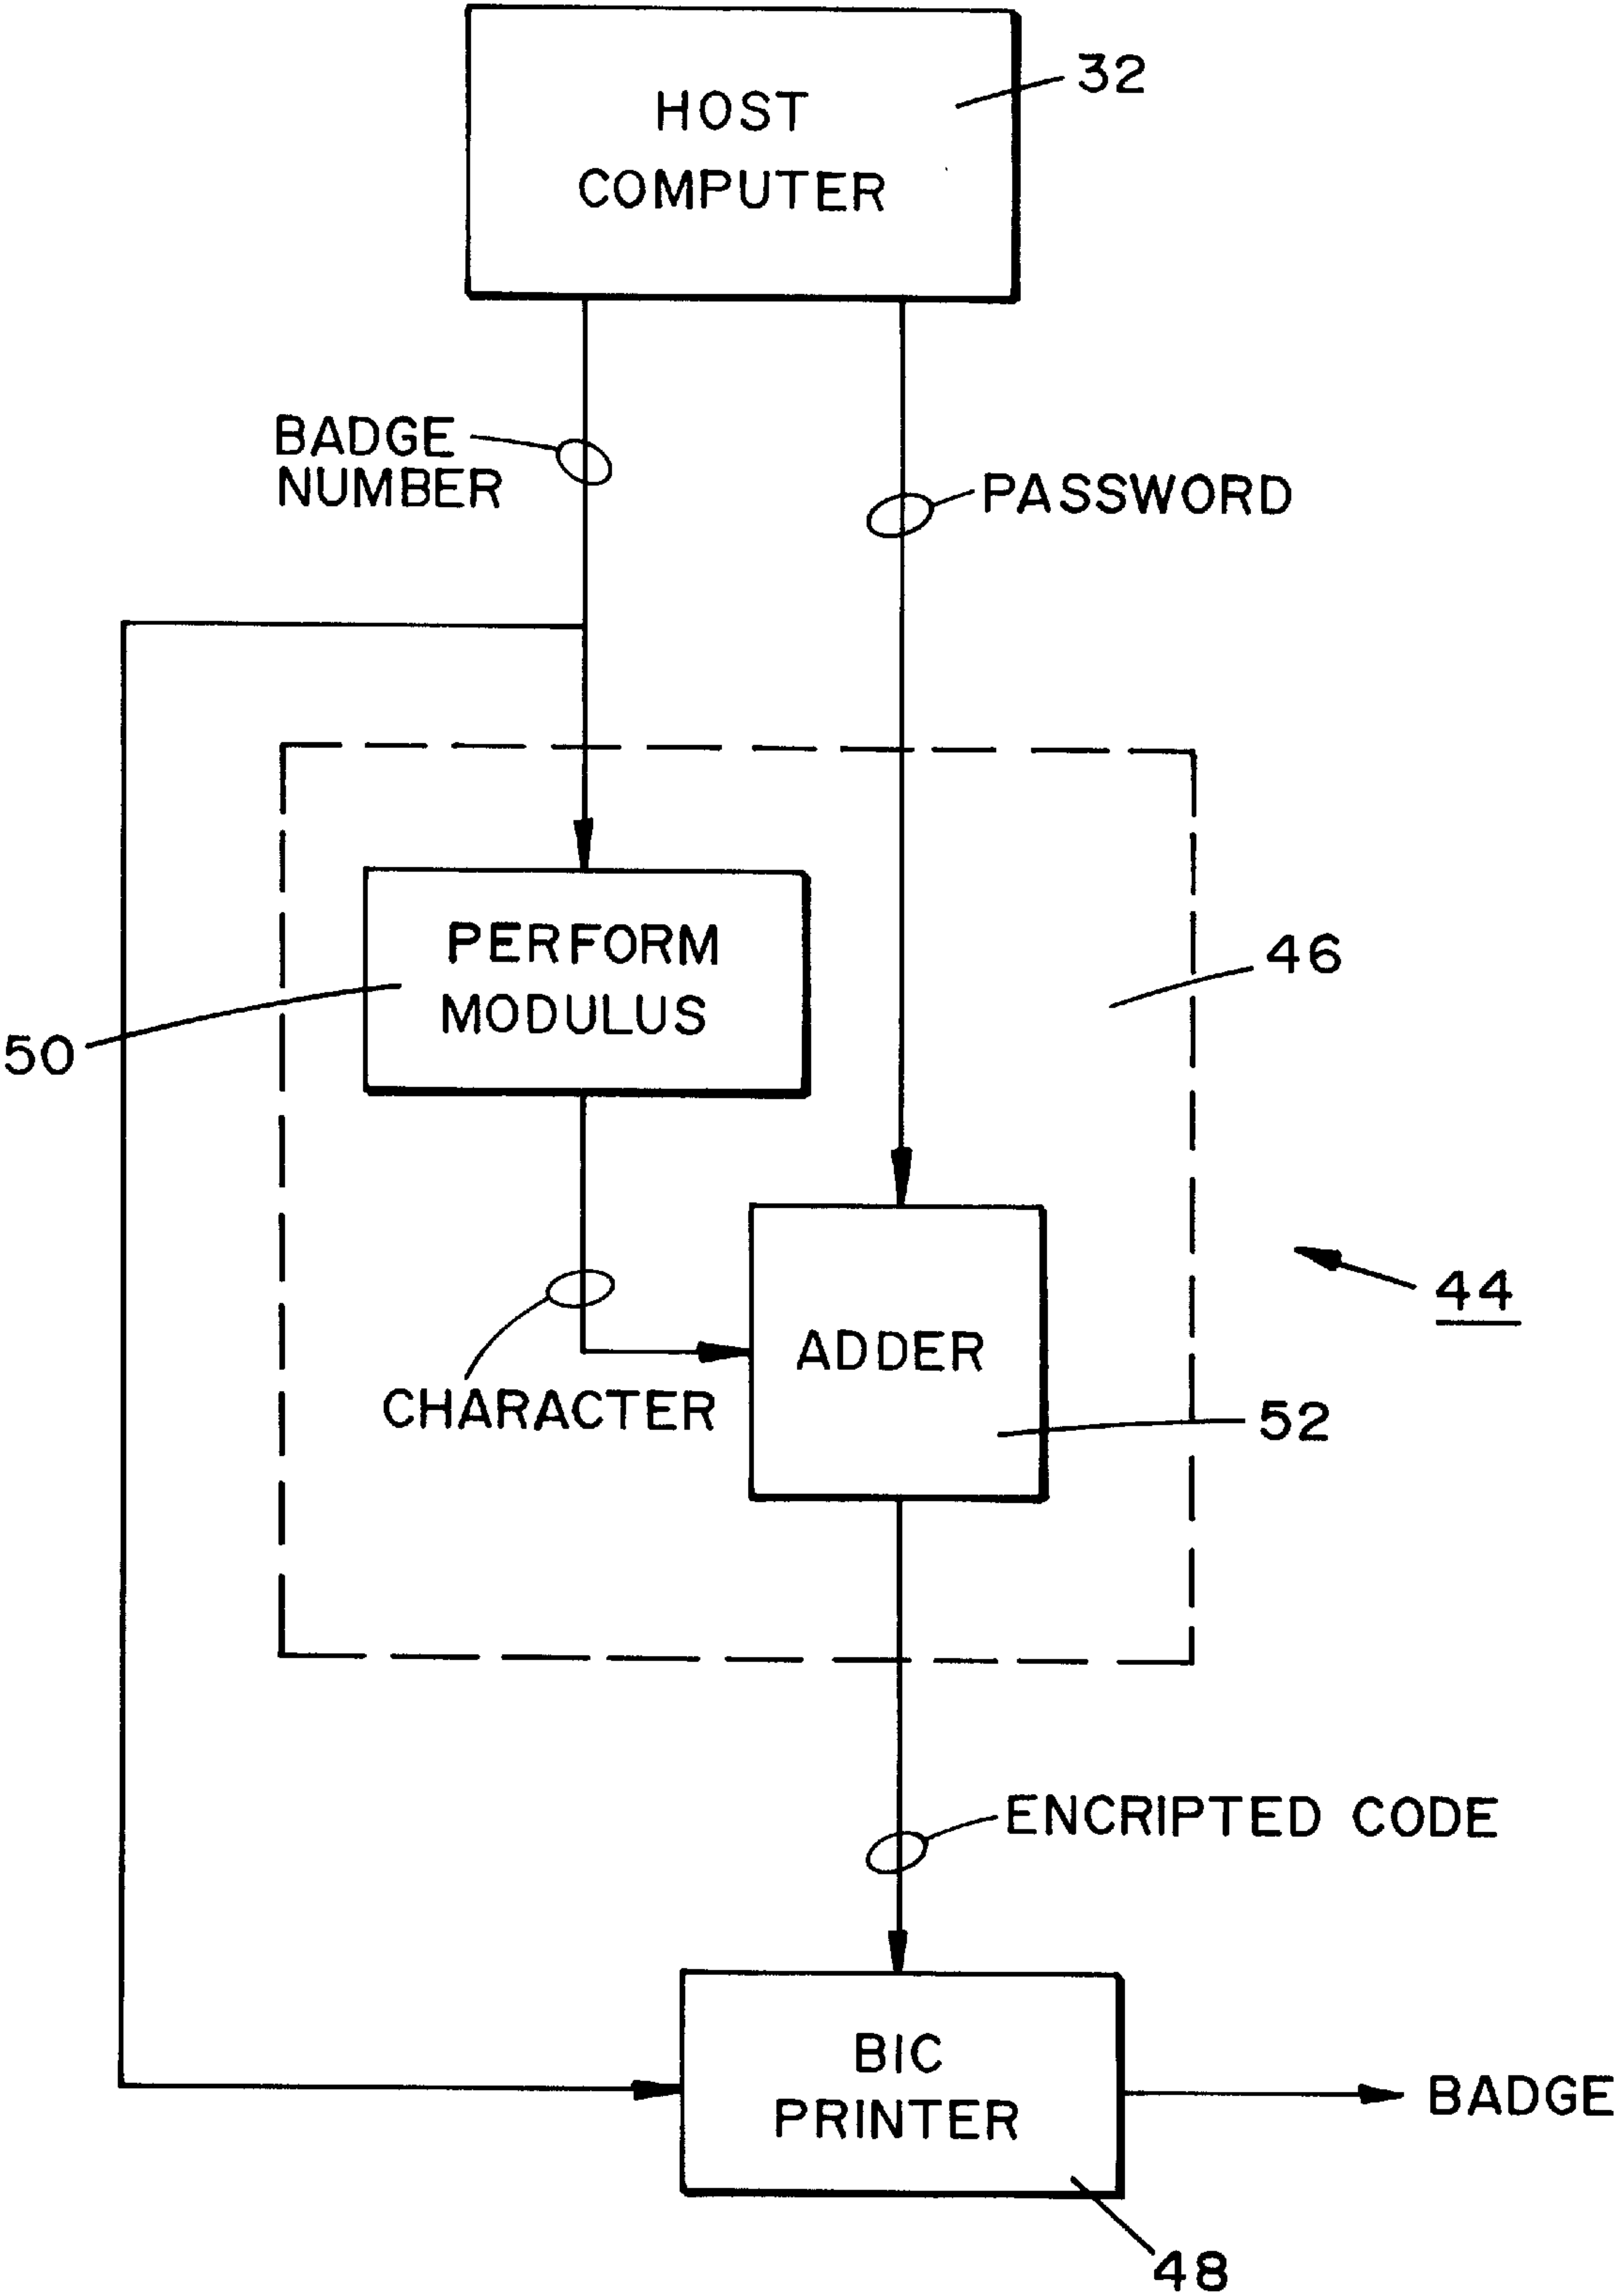 32
HOST
COMPUTER
BADGE
NUMBER
PASSWORD
PERFORM
MODULUS
46
50
44
ADDER
CHARACTER
52
ENCRIPTED CODE
BIC
PRINTER
BADGE
48